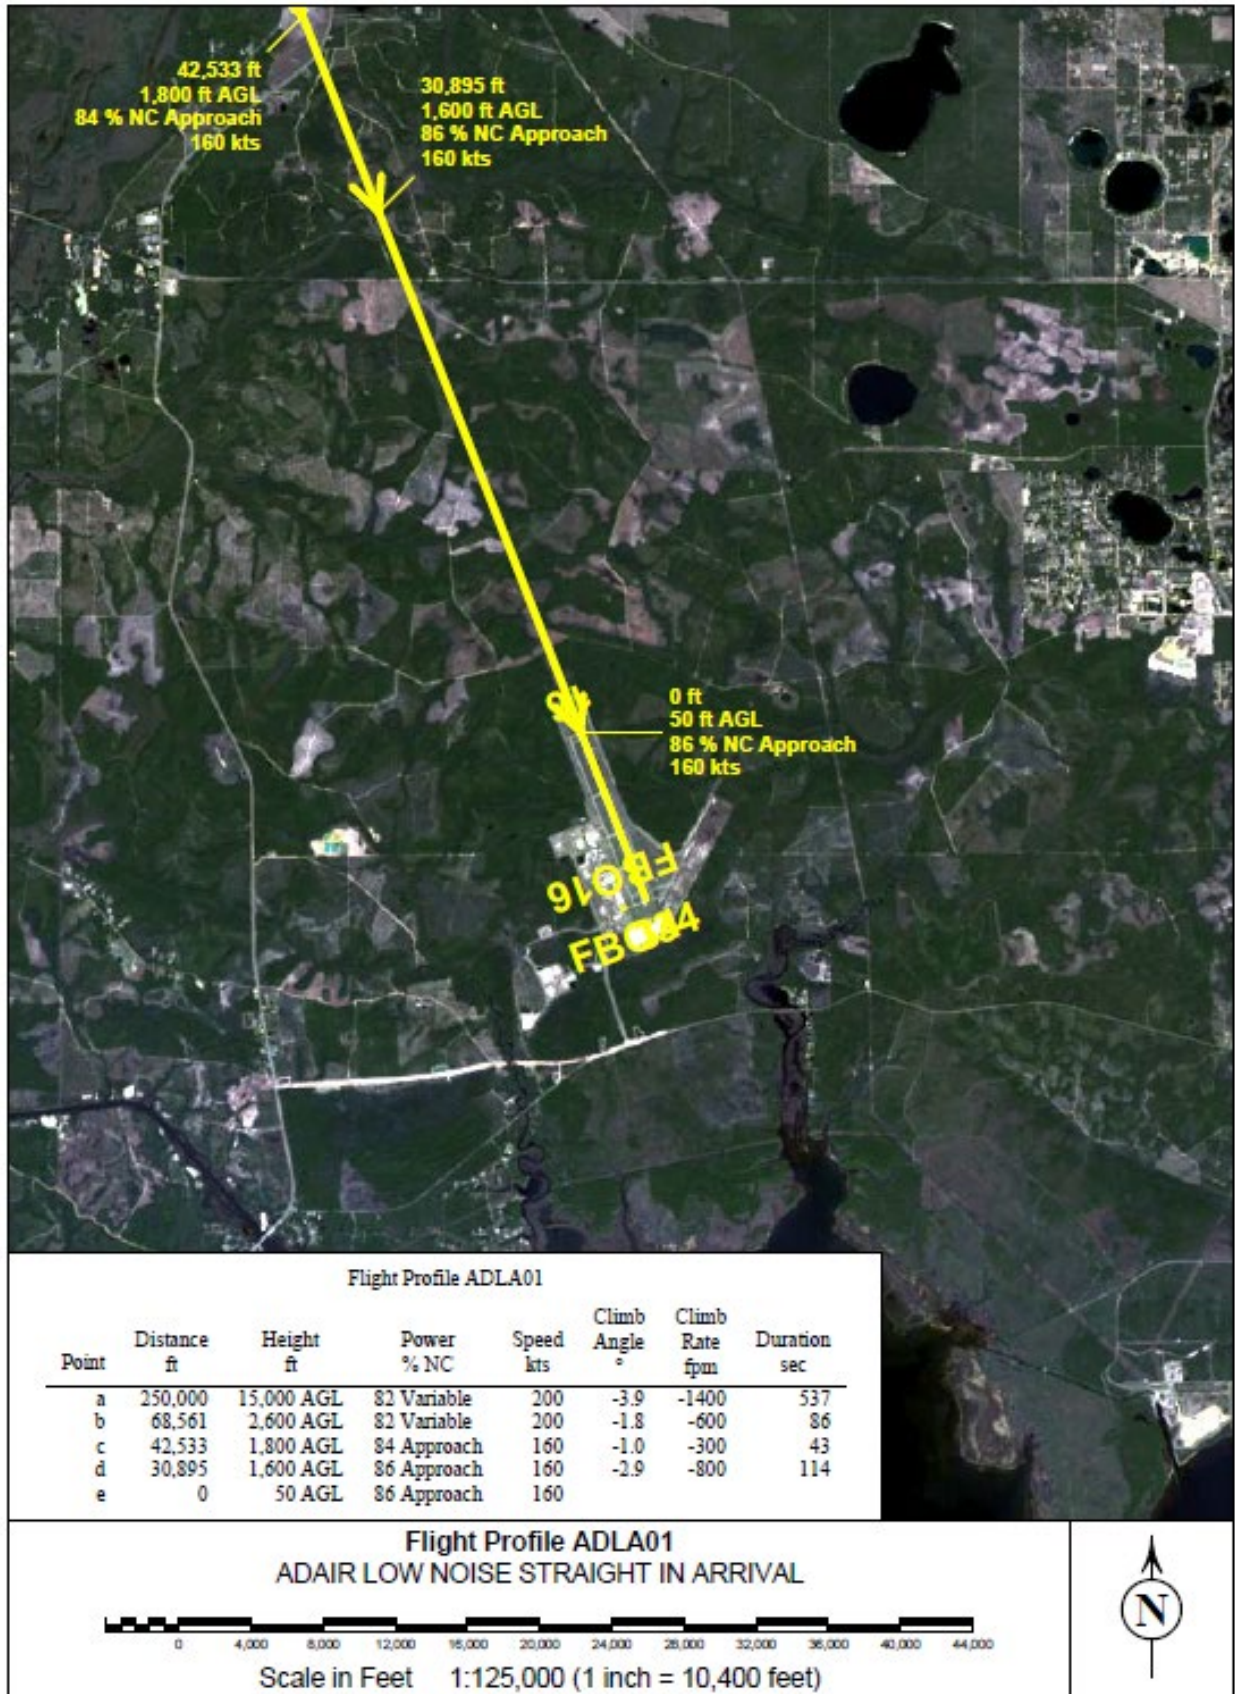 42,533 ft
1,800 ft AGL
84 % NC Approach
160 kts
30,895 ft
1,600 ft AGL
86 % NC Approach
160 kts
0 ft
50 ft AGL
86 % NC Approach
160 kts
FBO16
Flight Profile ADLA01
Climb Climb
Distance Height Power Speed Angle Rate Duration
Point ft ft % NC kts ° fpm sec
a 250,000 15,000 AGL 82 Variable 200 -3.9 -1400 537
b 68,561 2,600 AGL 82 Variable 200 -1.8 -600 86
c 42,533 1,800 AGL 84 Approach 160 -1.0 -300 43
d 30,895 1,600 AGL 86 Approach 160 -2.9 -800 114
e 0 50 AGL 86 Approach 160
Flight Profile ADLA01
ADAIR LOW NOISE STRAIGHT IN ARRIVAL
0 4,000 8,000 12,000 16,000 20,000 24,000 28,000 32,000 36,000 40,000 44,000
Scale in Feet 1:125,000 (1 inch = 10,400 feet)
N